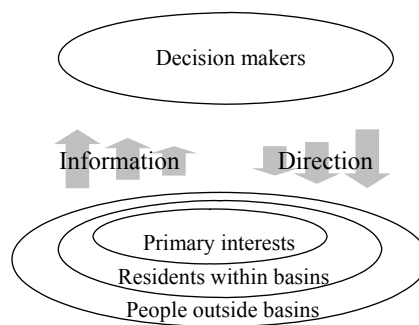 Decision makers
Information Direction
Primary interests
Residents within basins
People outside basins